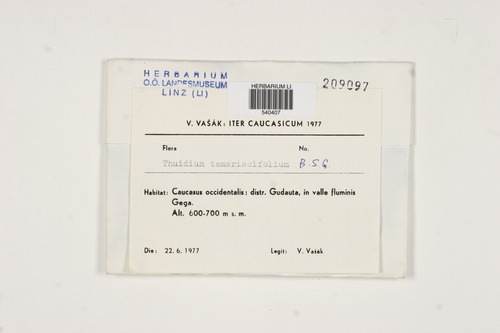 HERBARIUM
O.Ö. LANDESMUSEUM
LINZ (LI)
HERBARIUM LI
540407
209097
V. VAŠÁK: ITER CAUCASICUM 1977
Flora No.
Thuidium tamariscifolium B.S.G.
Habitat: Caucasus occidentalis: distr. Gudauta, in valle fluminis
Gega.
Alt. 600-700 m s. m.
Die: 22. 6. 1977 Legit: V. Vašák